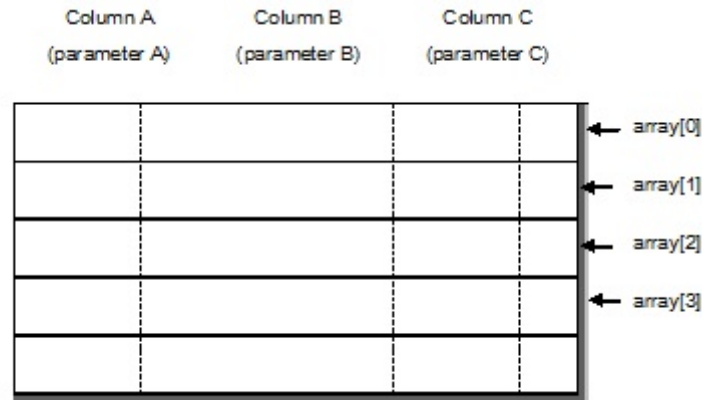 Column A Column B Column C
(parameter A) (parameter B) (parameter C)
array[0]
array[1]
array[2]
array[3]